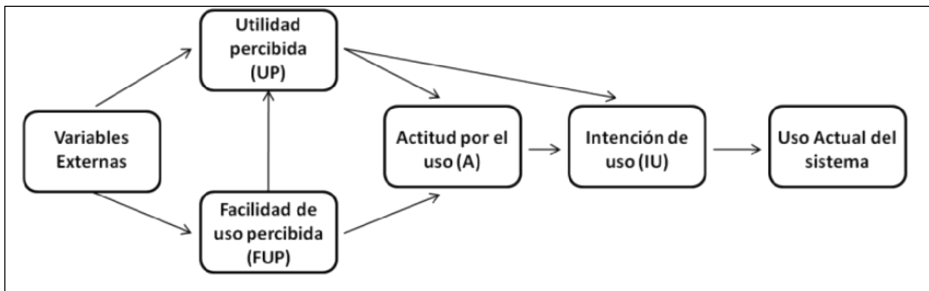 Utilidad
percibida
(UP)
Variables
Externas
Facilidad de
uso percibida
(FUP)
Actitud por el
uso (A)
Intención de
uso (IU)
Uso Actual del
sistema